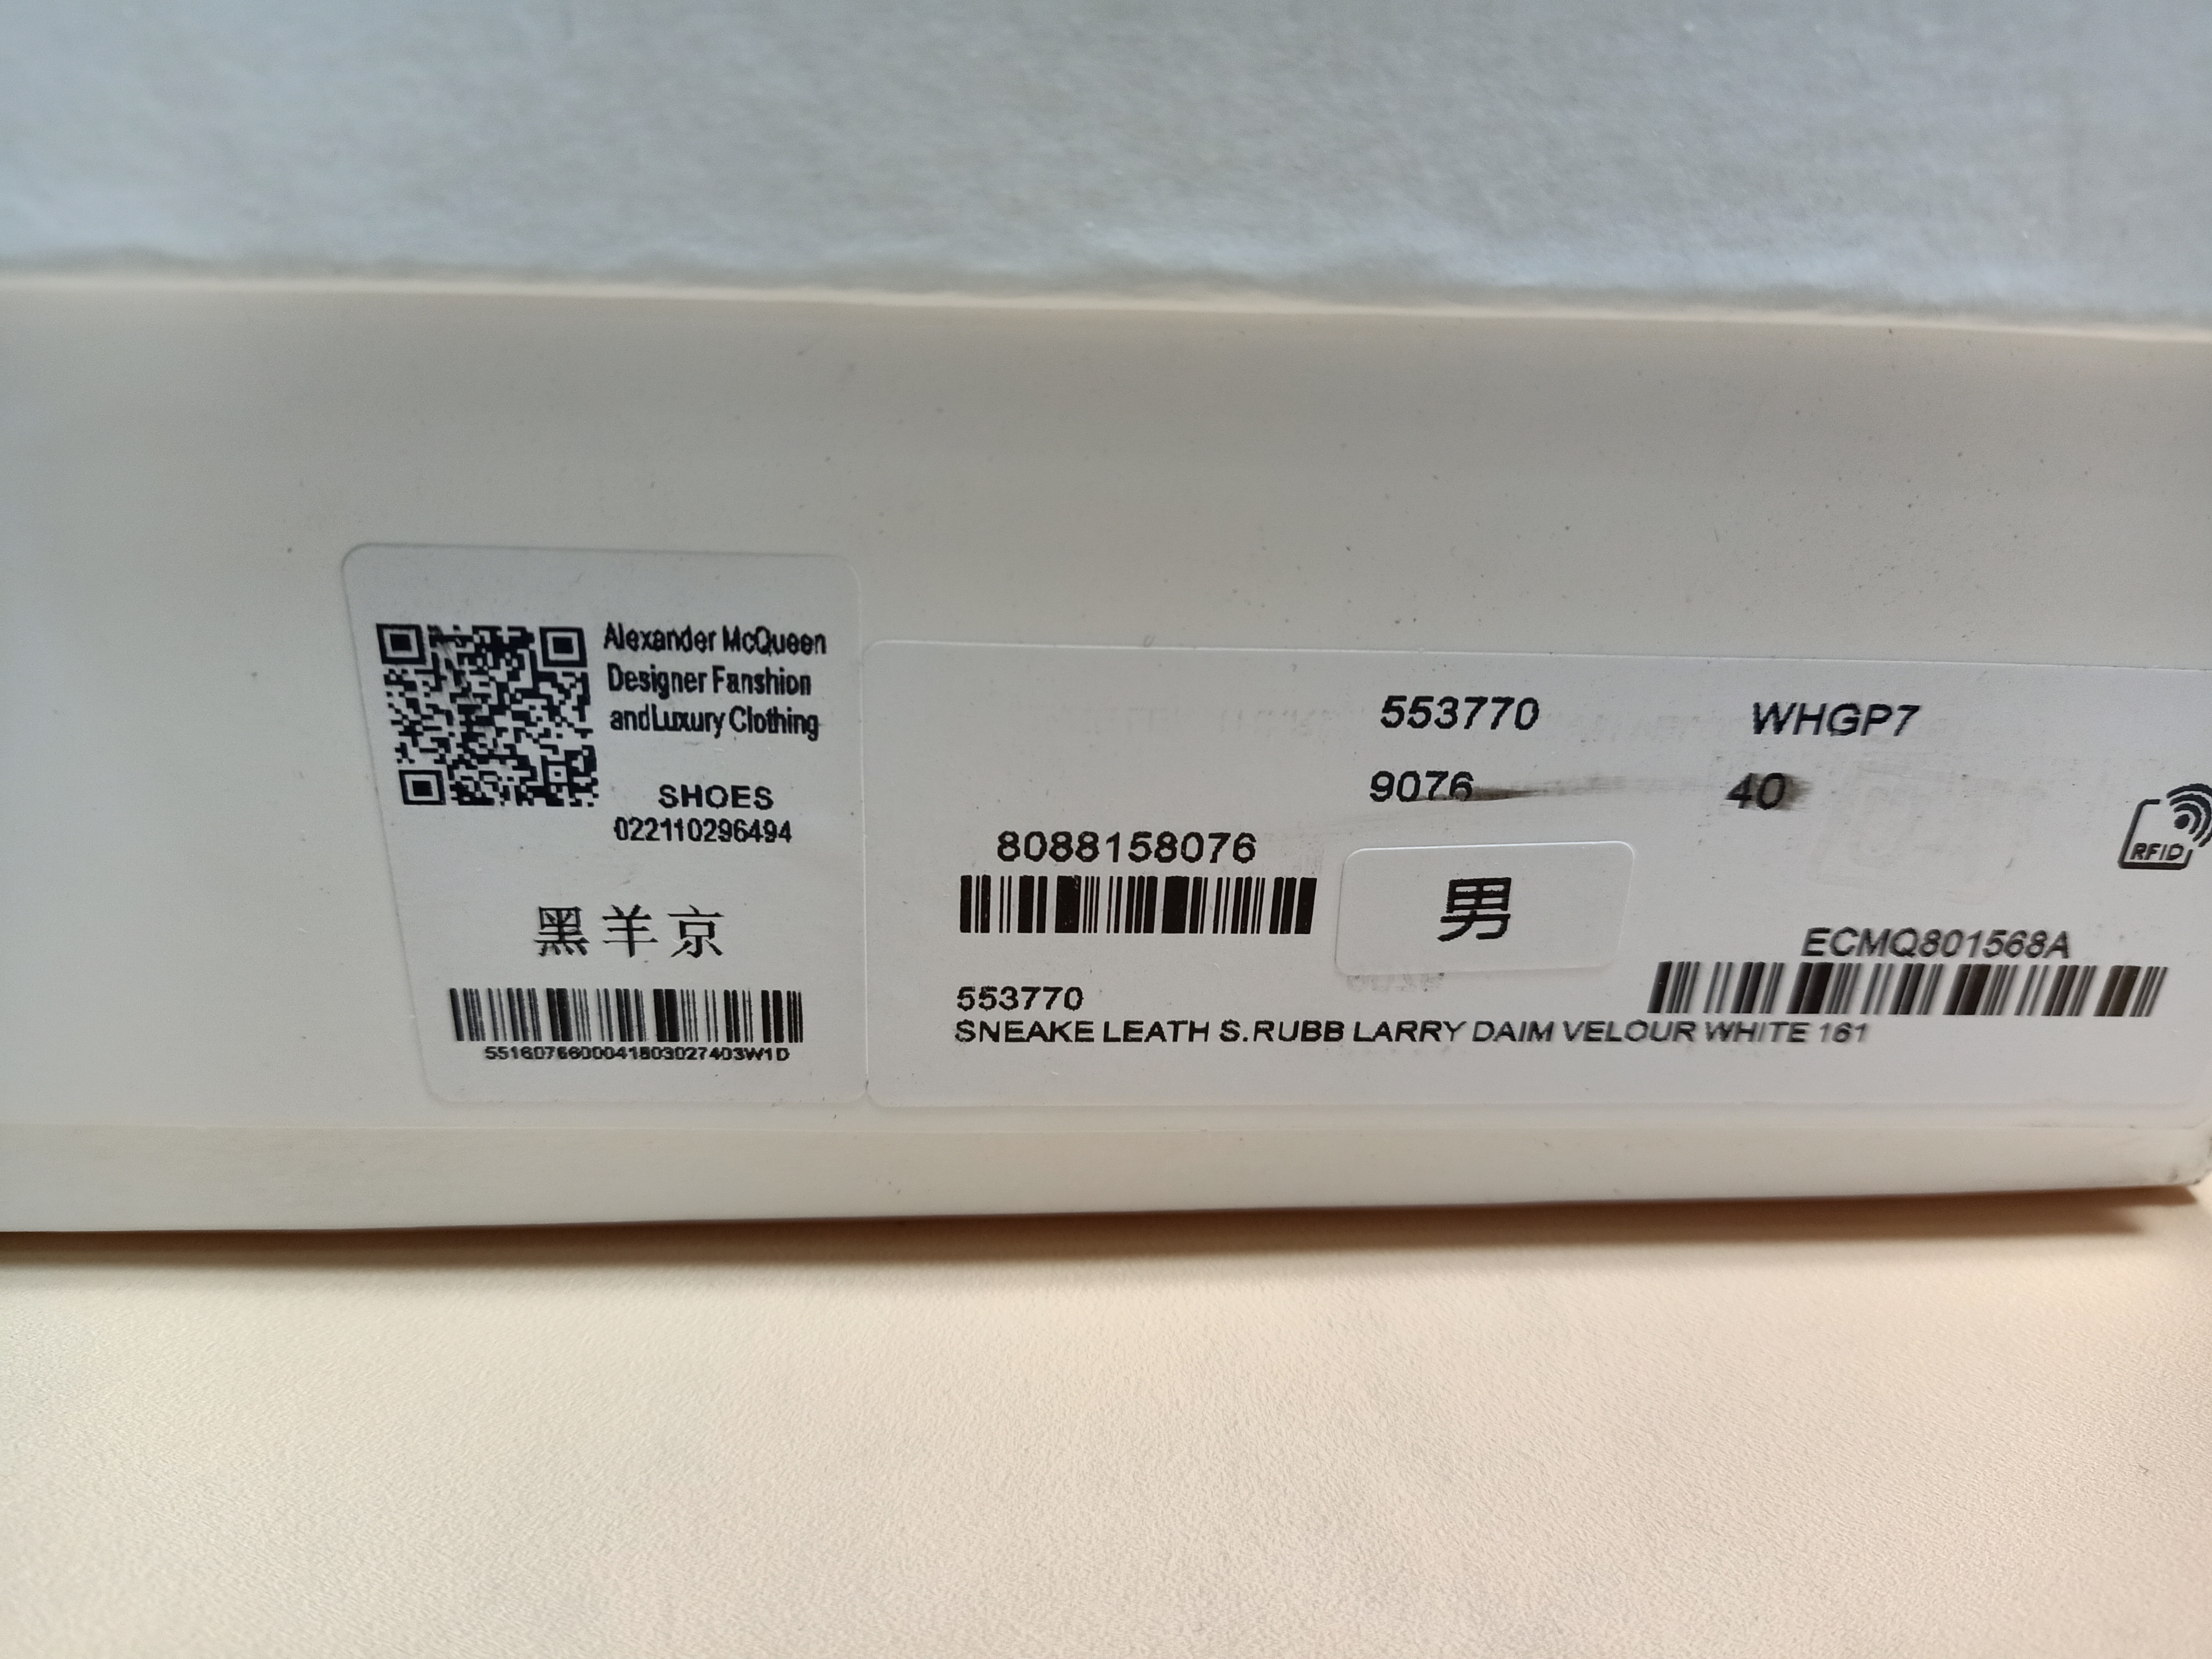 Alexander McQueen
Designer Fanshion
andLuxury Clothing
SHOES
022110296494
黑羊京
5516076600041803027403W1D
553770 WHGP7
9076 40
8088158076
男
RFID
ECMQ801568A
553770
SNEAKE LEATH S.RUBB LARRY DAIM VELOUR WHITE 161